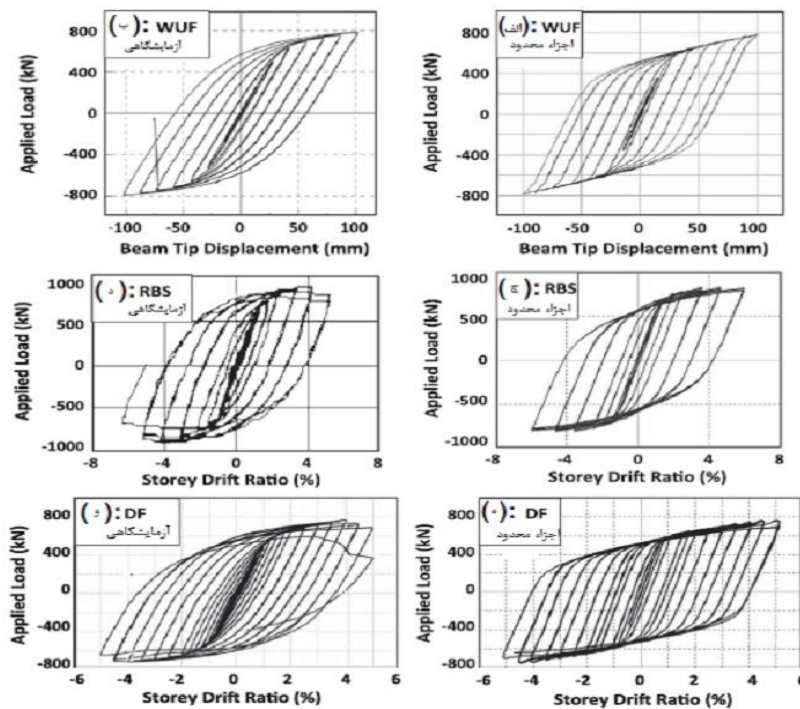 (ب): WUF
آزمایشگاهی
800
400
0
-400
-800
Applied Load (kN)
-100 -50 0 50 100
Beam Tip Displacement (mm)
(الف): WUF
اجزاء محدود
800
400
0
-400
-800
Applied Load (kN)
-100 -50 0 50 100
Beam Tip Displacement (mm)
(د): RBS
آزمایشگاهی
1000
500
0
-500
-1000
Applied Load (kN)
-8 -4 0 4 8
Storey Drift Ratio (%)
(ج): RBS
اجزاء محدود
1000
500
0
-500
-1000
Applied Load (kN)
-8 -4 0 4 8
Storey Drift Ratio (%)
(و): DF
آزمایشگاهی
800
400
0
-400
-800
Applied Load (kN)
-6 -4 -2 0 2 4 6
Storey Drift Ratio (%)
(ه): DF
اجزاء محدود
800
400
0
-400
-800
Applied Load (kN)
-6 -4 -2 0 2 4 6
Storey Drift Ratio (%)